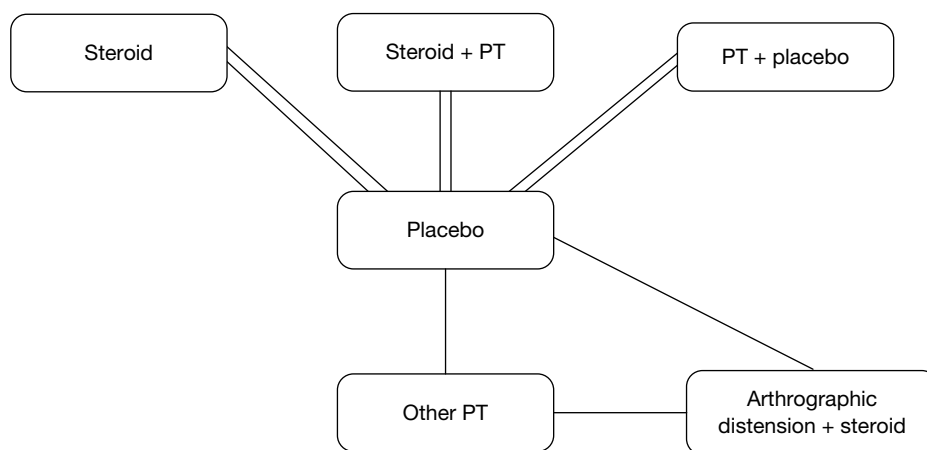 Steroid
Steroid + PT
PT + placebo
Placebo
Other PT
Arthrographic
distension + steroid